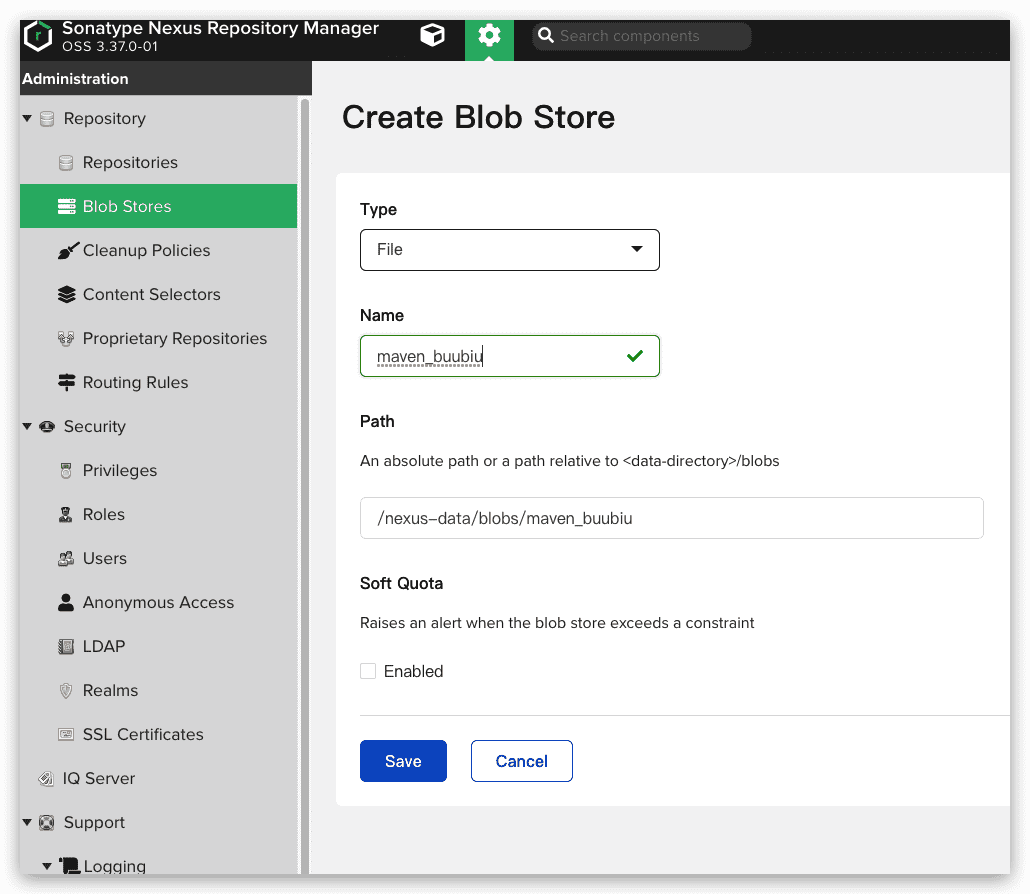 Sonatype Nexus Repository Manager
OSS 3.37.0-01
Search components
Administration
Repository
Repositories
Blob Stores
Cleanup Policies
Content Selectors
Proprietary Repositories
Routing Rules
Security
Privileges
Roles
Users
Anonymous Access
LDAP
Realms
SSL Certificates
IQ Server
Support
Logging
Create Blob Store
Type
File
Name
maven_buubiu
Path
An absolute path or a path relative to <data-directory>/blobs
/nexus-data/blobs/maven_buubiu
Soft Quota
Raises an alert when the blob store exceeds a constraint
Enabled
Save Cancel